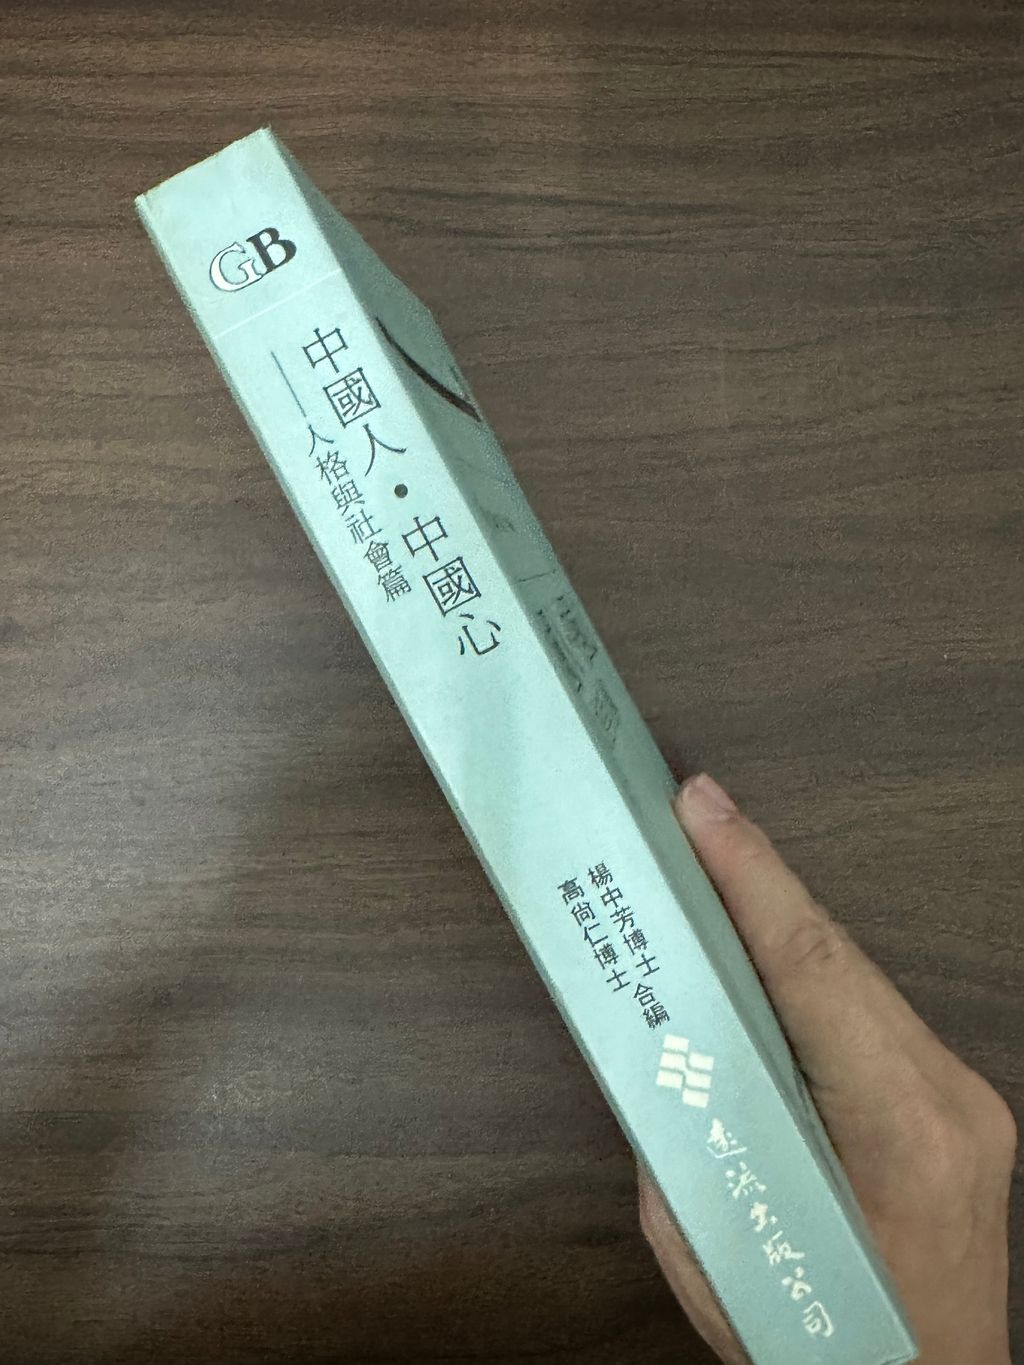 GB
中國人・中國心
——人格與社會篇
楊中芳博士
高尚仁博士
合編
遠流出版公司